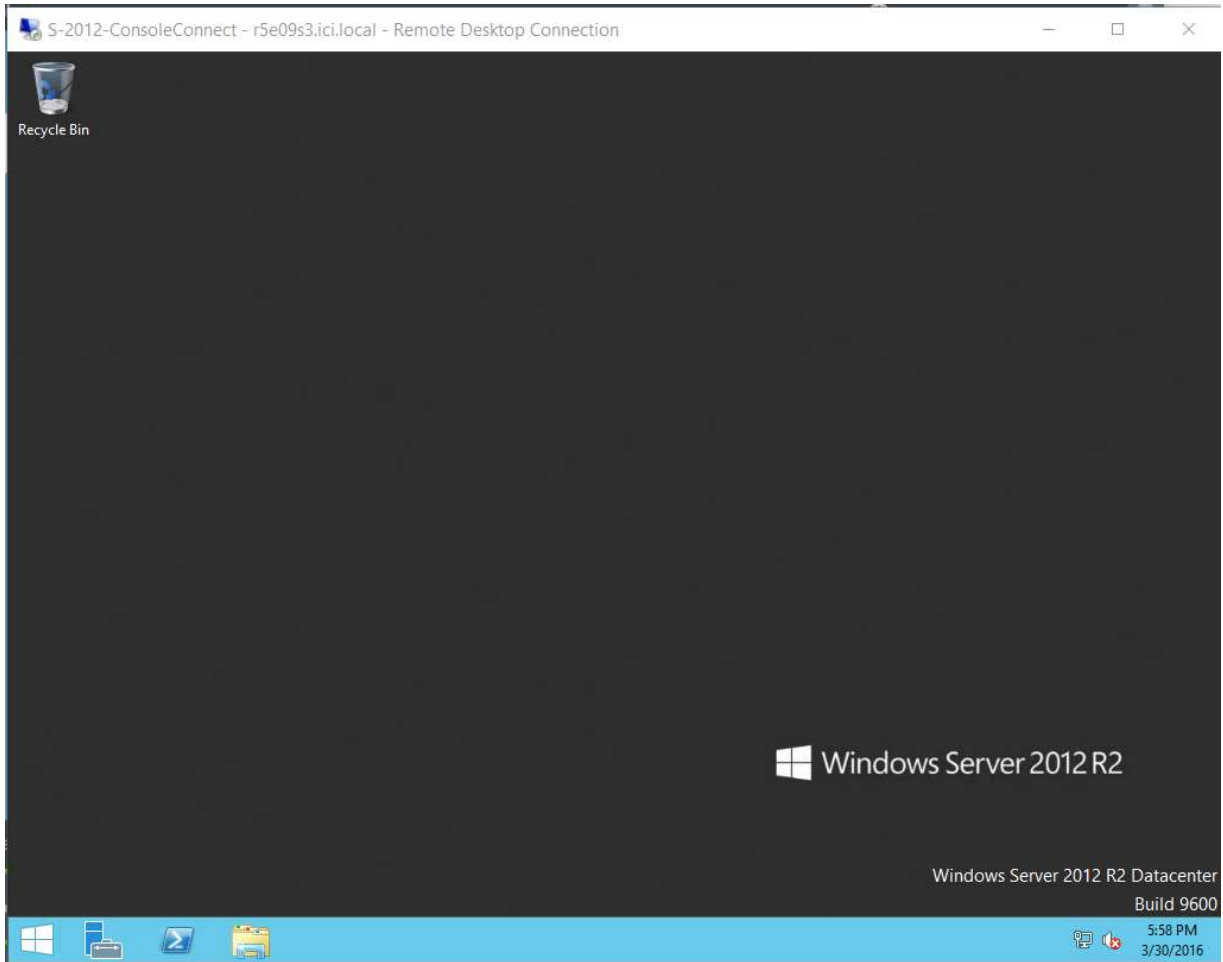 S-2012-ConsoleConnect - r5e09s3.ici.local - Remote Desktop Connection
Recycle Bin
Windows Server 2012 R2
Windows Server 2012 R2 Datacenter
Build 9600
5:58 PM
3/30/2016